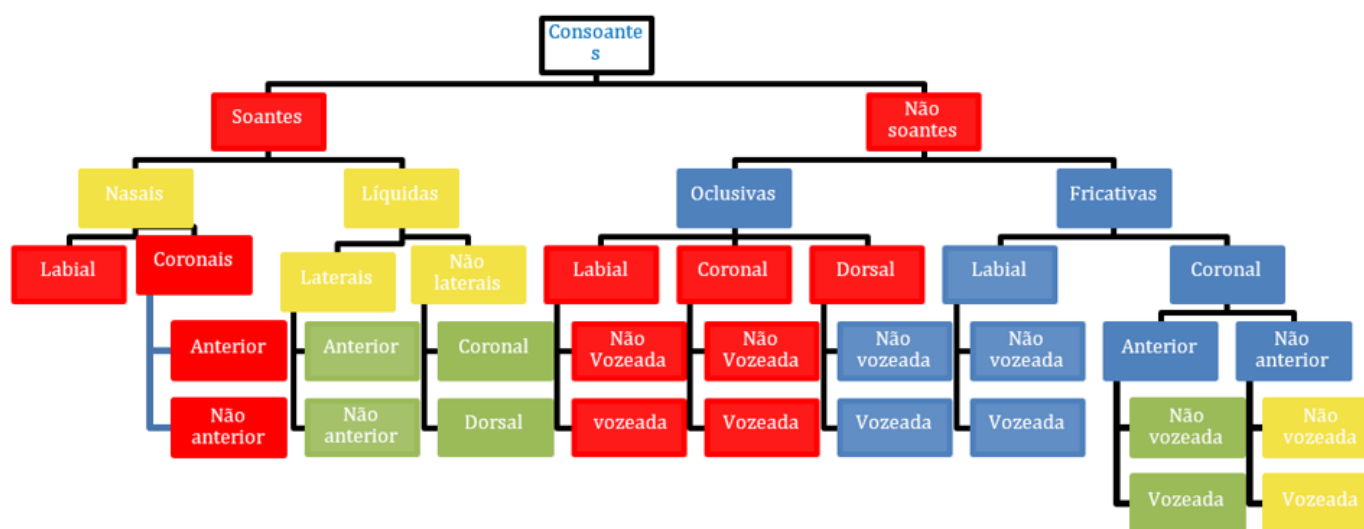 Consoante
s
Soantes
Não
soantes
Nasais
Líquidas
Oclusivas
Fricativas
Labial
Coronais
Laterais
Não
laterais
Labial
Coronal
Dorsal
Labial
Coronal
Anterior
Anterior
Coronal
Não
Vozeada
Não
Vozeada
Não
vozeada
Não
vozeada
Anterior
Não
anterior
Não
anterior
Não
anterior
Dorsal
vozeada
Vozeada
Vozeada
Vozeada
Não
vozeada
Não
vozeada
Vozeada
Vozeada